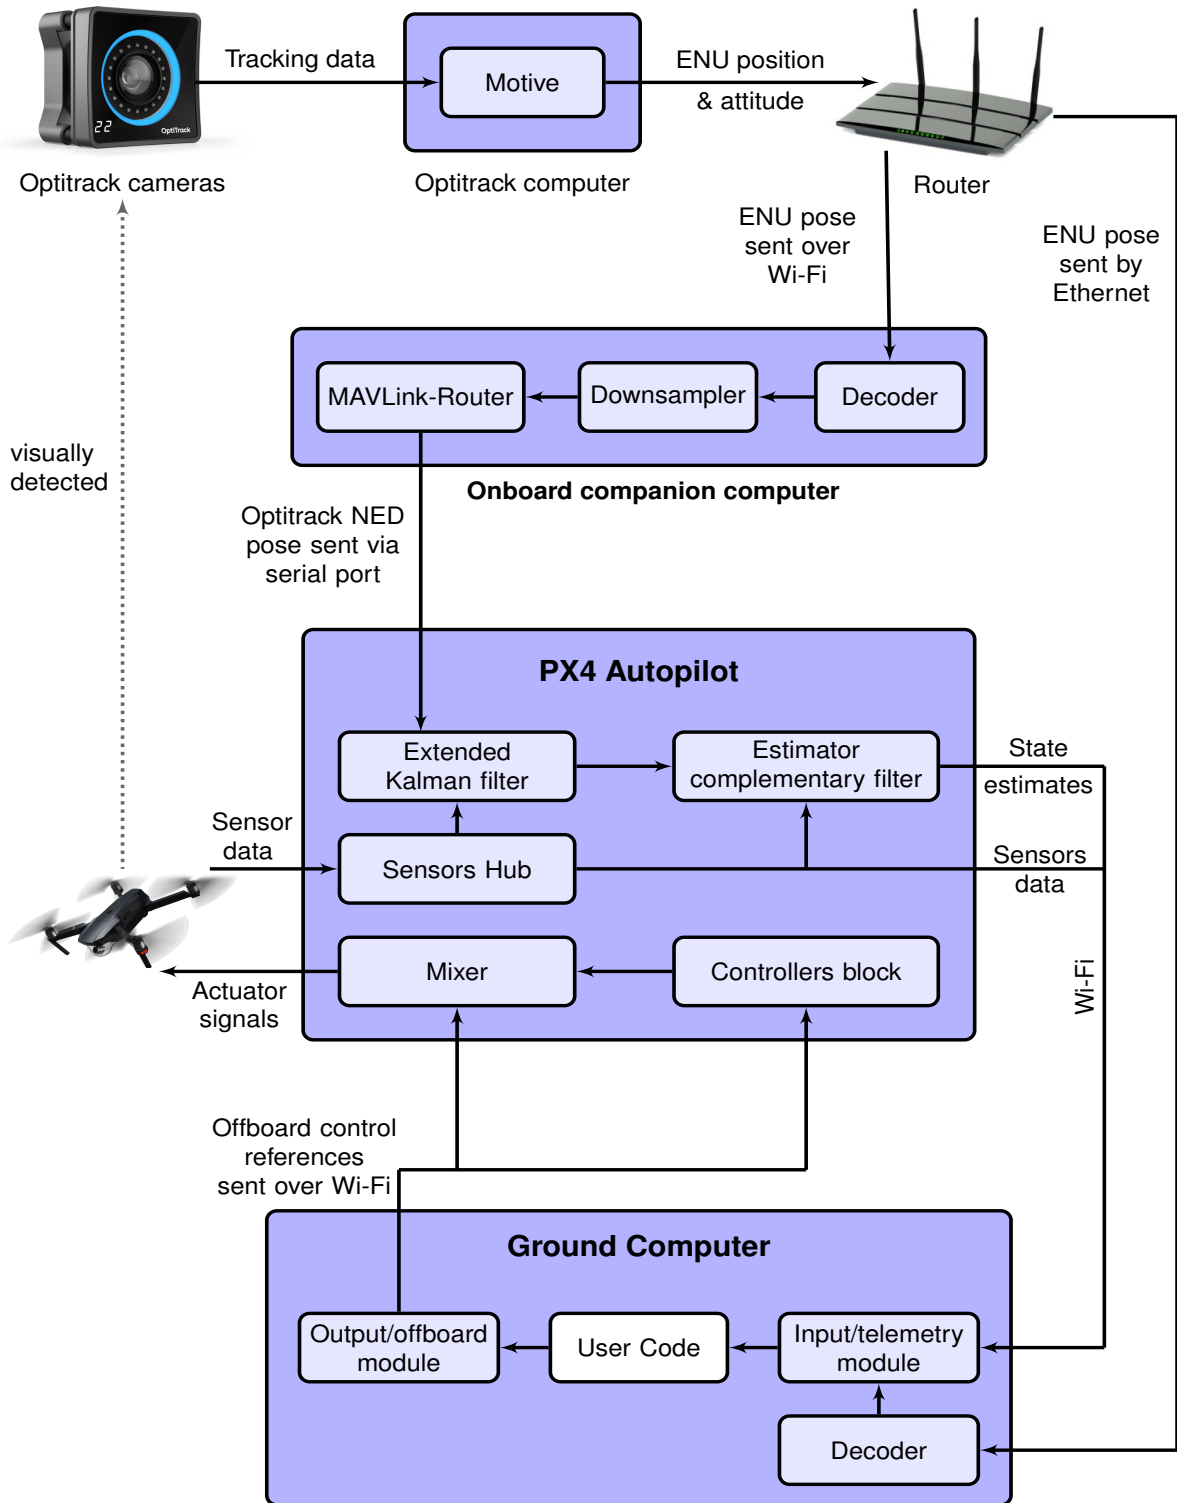 Tracking data
Motive
ENU position
& attitude
22
OptiTrack
Optitrack cameras
Optitrack computer
Router
ENU pose
sent over
Wi-Fi
ENU pose
sent by
Ethernet
MAVLink-Router
Downsampler
Decoder
visually
detected
Onboard companion computer
Optitrack NED
pose sent via
serial port
PX4 Autopilot
Extended
Kalman filter
Estimator
complementary filter
State
estimates
Sensor
data
Sensors Hub
Sensors
data
Mixer
Controllers block
Actuator
signals
Wi-Fi
Offboard control
references
sent over Wi-Fi
Ground Computer
Output/offboard
module
User Code
Input/telemetry
module
Decoder